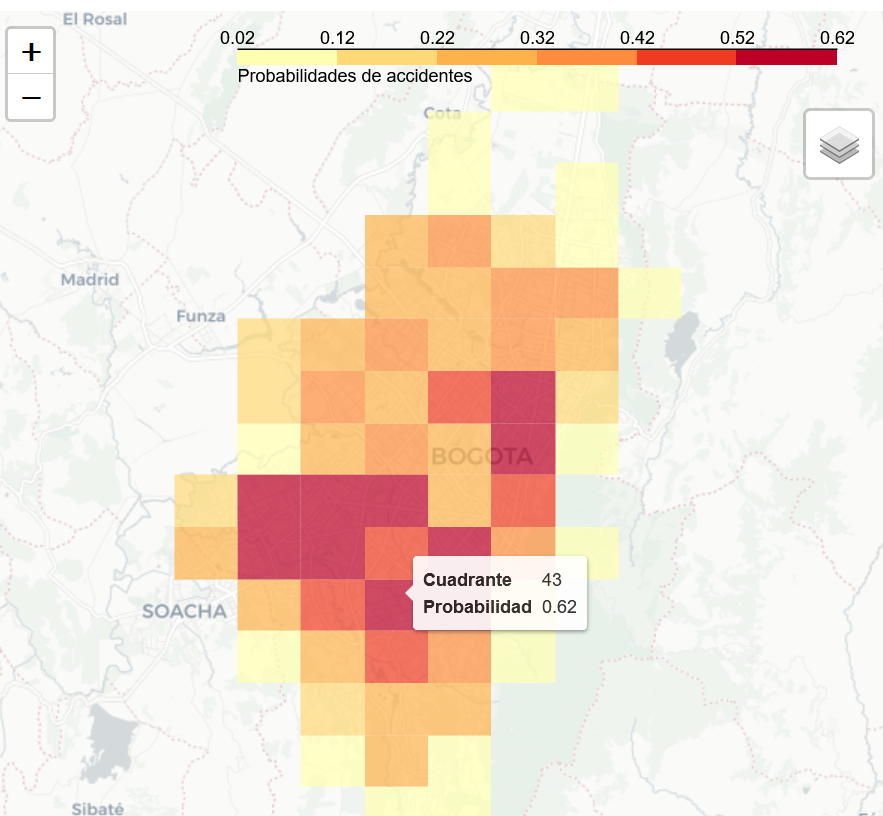 El Rosal
+
−
0.02 0.12 0.22 0.32 0.42 0.52 0.62
Probabilidades de accidentes
Cota
Madrid
Funza
BOGOTA
Cuadrante 43
Probabilidad 0.62
SOACHA
Sibaté